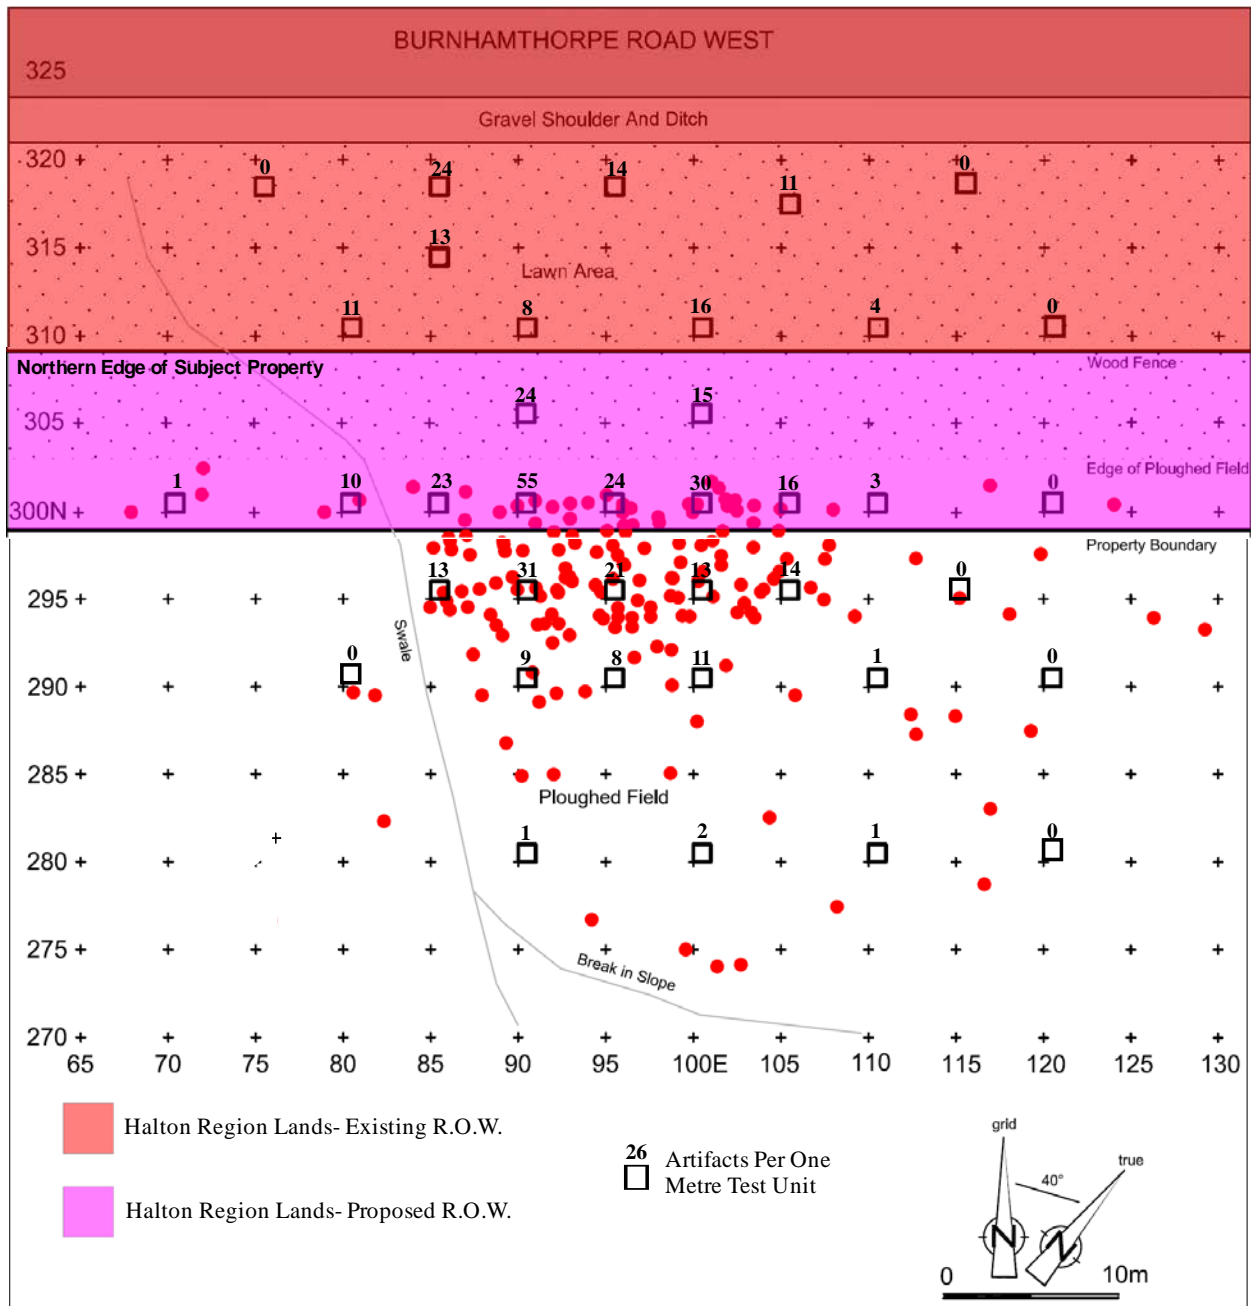 BURNHAMTHORPE ROAD WEST
325
Gravel Shoulder And Ditch
320
0
24
14
11
0
315
13
Lawn Area
310
11
8
16
4
0
Northern Edge of Subject Property
Wood Fence
305
24
15
Edge of Ploughed Field
300N
1
10
23
55
24
30
16
3
0
Property Boundary
295
13
31
21
13
14
0
Swale
290
0
9
8
11
1
0
285
Ploughed Field
280
1
2
1
0
275
Break in Slope
270
65 70 75 80 85 90 95 100E 105 110 115 120 125 130
Halton Region Lands- Existing R.O.W.
Halton Region Lands- Proposed R.O.W.
26
Artifacts Per One
Metre Test Unit
grid
true
40°
N
N
0 10m